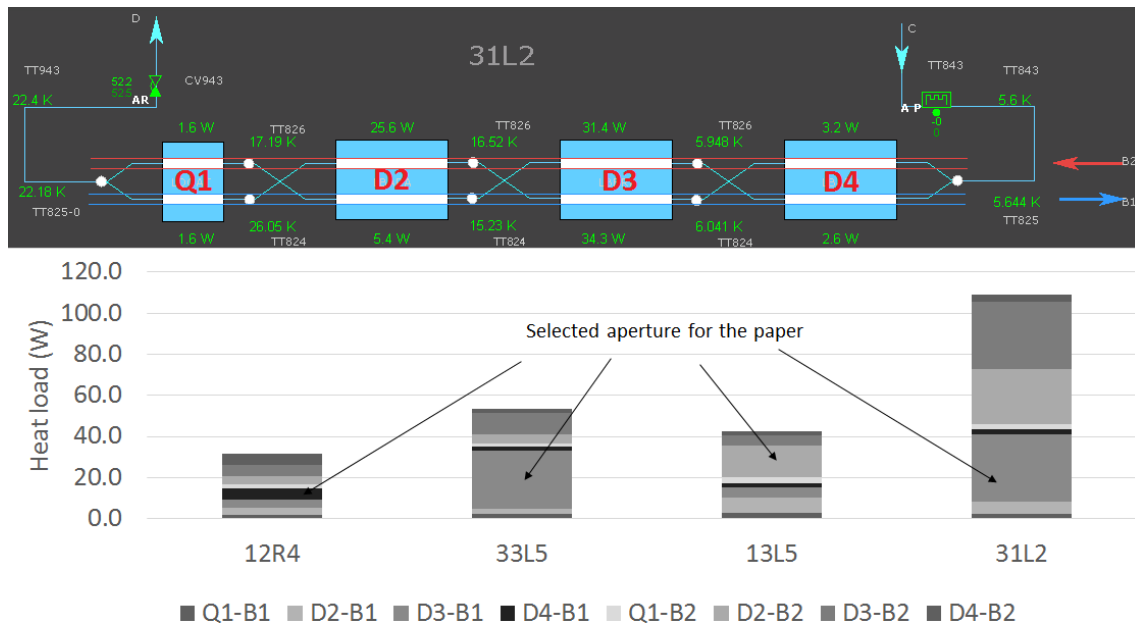 D
C
31L2
TT943
52.2
52.5
CV943
TT843
TT843
22.4 K
AR
A P
5.6 K
-0
0
1.6 W
TT826
25.6 W
TT826
31.4 W
TT826
3.2 W
17.19 K
16.52 K
5.948 K
B2
Q1
D2
D3
D4
22.18 K
B1
TT825-0
5.644 K
26.05 K
15.23 K
6.041 K
TT825
1.6 W
TT824
5.4 W
TT824
34.3 W
TT824
2.6 W
120.0
100.0
80.0
60.0
40.0
20.0
0.0
Heat load (W)
Selected aperture for the paper
12R4
33L5
13L5
31L2
Q1-B1
D2-B1
D3-B1
D4-B1
Q1-B2
D2-B2
D3-B2
D4-B2